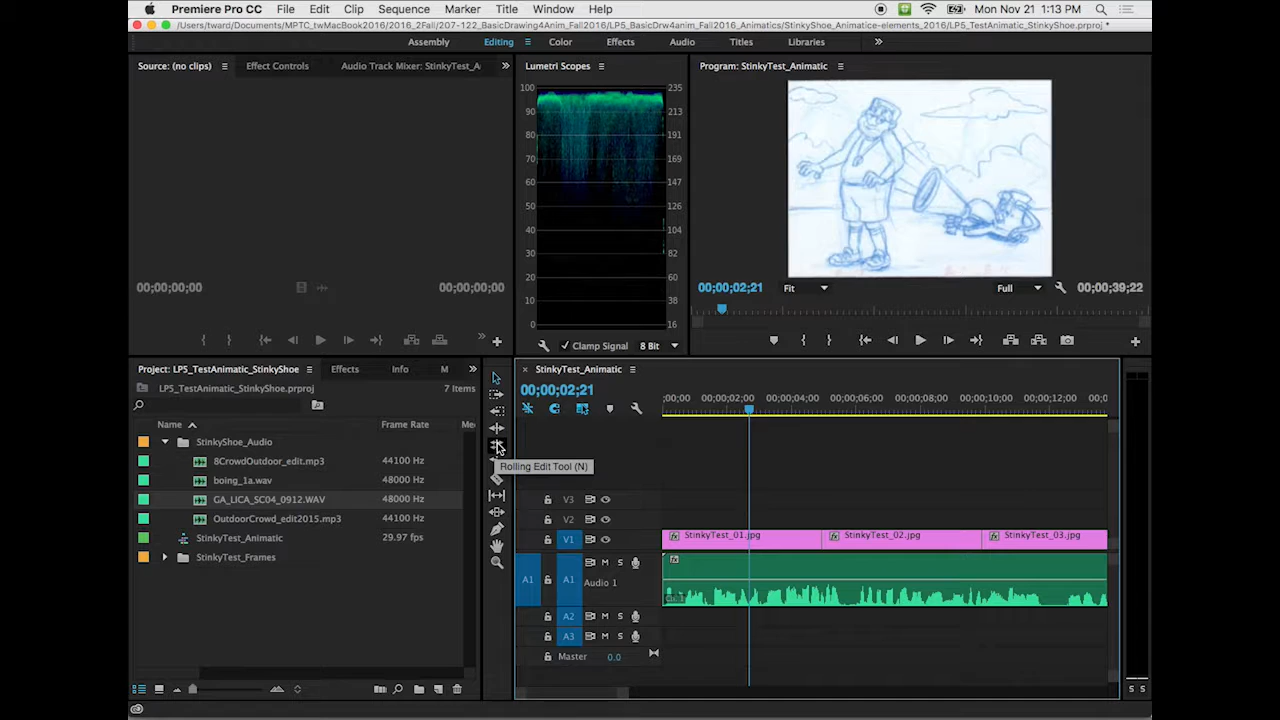 Premiere Pro CC File Edit Clip Sequence Marker Title Window Help Mon Nov 21 1:13 PM
/Users/tward/Documents/MPTC_twMacBook2016/2016_2Fall/207-122_BasicDrawing4Anim_Fall2016/LP5_BasicDrw4anim_Fall2016_Animatics/StinkyShoe_Animatice-elements_2016/LP5_TestAnimatic_StinkyShoe.prproj *
Assembly Editing Color Effects Audio Titles Libraries
Source: (no clips) Effect Controls Audio Track Mixer: StinkyTest_A
Lumetri Scopes
Program: StinkyTest_Animatic
100 235
90 213
80 191
70 169
60 147
50 126
40 104
30 82
20 60
10 38
0 16
00;00;00;00 00;00;00;00
00;00;02;21 Fit Full 00;00;39;22
Clamp Signal 8 Bit
Project: LP5_TestAnimatic_StinkyShoe Effects Info M
LP5_TestAnimatic_StinkyShoe.prproj 7 Items
Name Frame Rate Me
StinkyShoe_Audio
8CrowdOutdoor_edit.mp3 44100 Hz
boing_1a.wav 48000 Hz
GA_LICA_SC04_0912.WAV 48000 Hz
OutdoorCrowd_edit2015.mp3 44100 Hz
StinkyTest_Animatic 29.97 fps
StinkyTest_Frames
Rolling Edit Tool (N)
StinkyTest_Animatic
00;00;02;21
;00;00 00;00;02;00 00;00;04;00 00;00;06;00 00;00;08;00 00;00;10;00 00;00;12;00 00;0
V3
V2
V1 StinkyTest_01.jpg StinkyTest_02.jpg StinkyTest_03.jpg
A1 A1 M S
Audio 1
A2 M S
A3 M S
Master 0.0
S S